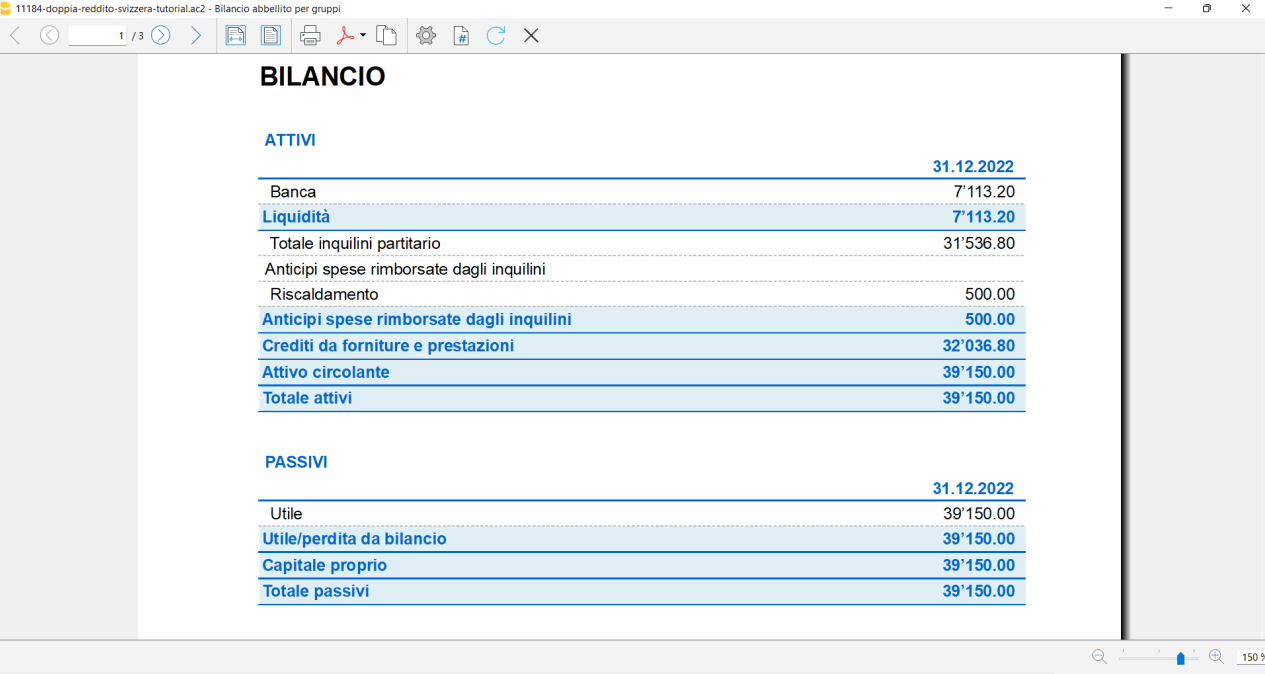 11184-doppia-reddito-svizzera-tutorial.ac2 - Bilancio abbellito per gruppi
1 / 3
BILANCIO
ATTIVI
31.12.2022
Banca 7’113.20
Liquidità 7’113.20
Totale inquilini partitario 31’536.80
Anticipi spese rimborsate dagli inquilini
Riscaldamento 500.00
Anticipi spese rimborsate dagli inquilini 500.00
Crediti da forniture e prestazioni 32’036.80
Attivo circolante 39’150.00
Totale attivi 39’150.00
PASSIVI
31.12.2022
Utile 39’150.00
Utile/perdita da bilancio 39’150.00
Capitale proprio 39’150.00
Totale passivi 39’150.00
150 %